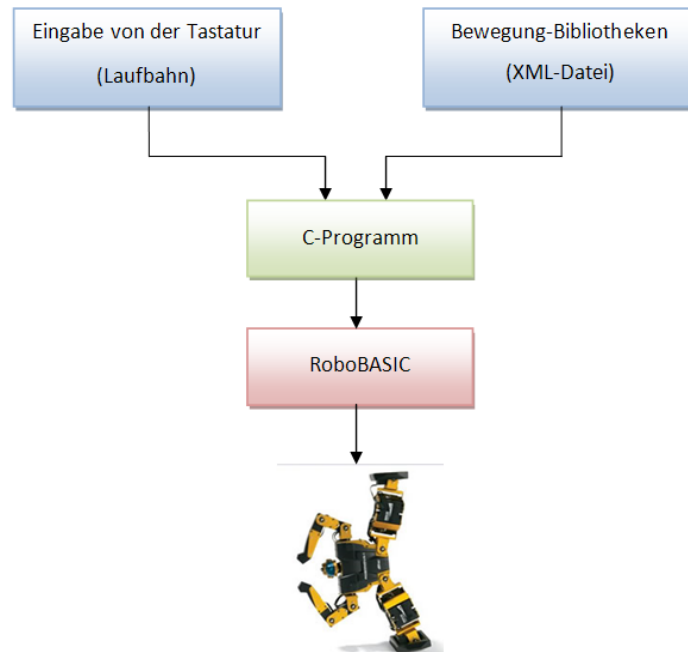 Eingabe von der Tastatur
(Laufbahn)
Bewegung-Bibliotheken
(XML-Datei)
C-Programm
RoboBASIC